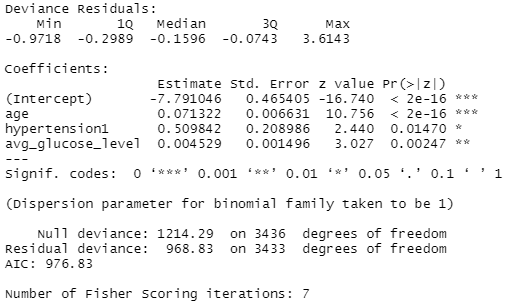 Deviance Residuals:
    Min       1Q   Median       3Q      Max
-0.9718  -0.2989  -0.1596  -0.0743   3.6143

Coefficients:
                   Estimate Std. Error z value Pr(>|z|)
(Intercept)       -7.791046   0.465405 -16.740  < 2e-16 ***
age                0.071322   0.006631  10.756  < 2e-16 ***
hypertension1      0.509842   0.208986   2.440  0.01470 *
avg_glucose_level  0.004529   0.001496   3.027  0.00247 **
---
Signif. codes:  0 ‘***’ 0.001 ‘**’ 0.01 ‘*’ 0.05 ‘.’ 0.1 ‘ ’ 1

(Dispersion parameter for binomial family taken to be 1)

    Null deviance: 1214.29  on 3436  degrees of freedom
Residual deviance:  968.83  on 3433  degrees of freedom
AIC: 976.83

Number of Fisher Scoring iterations: 7